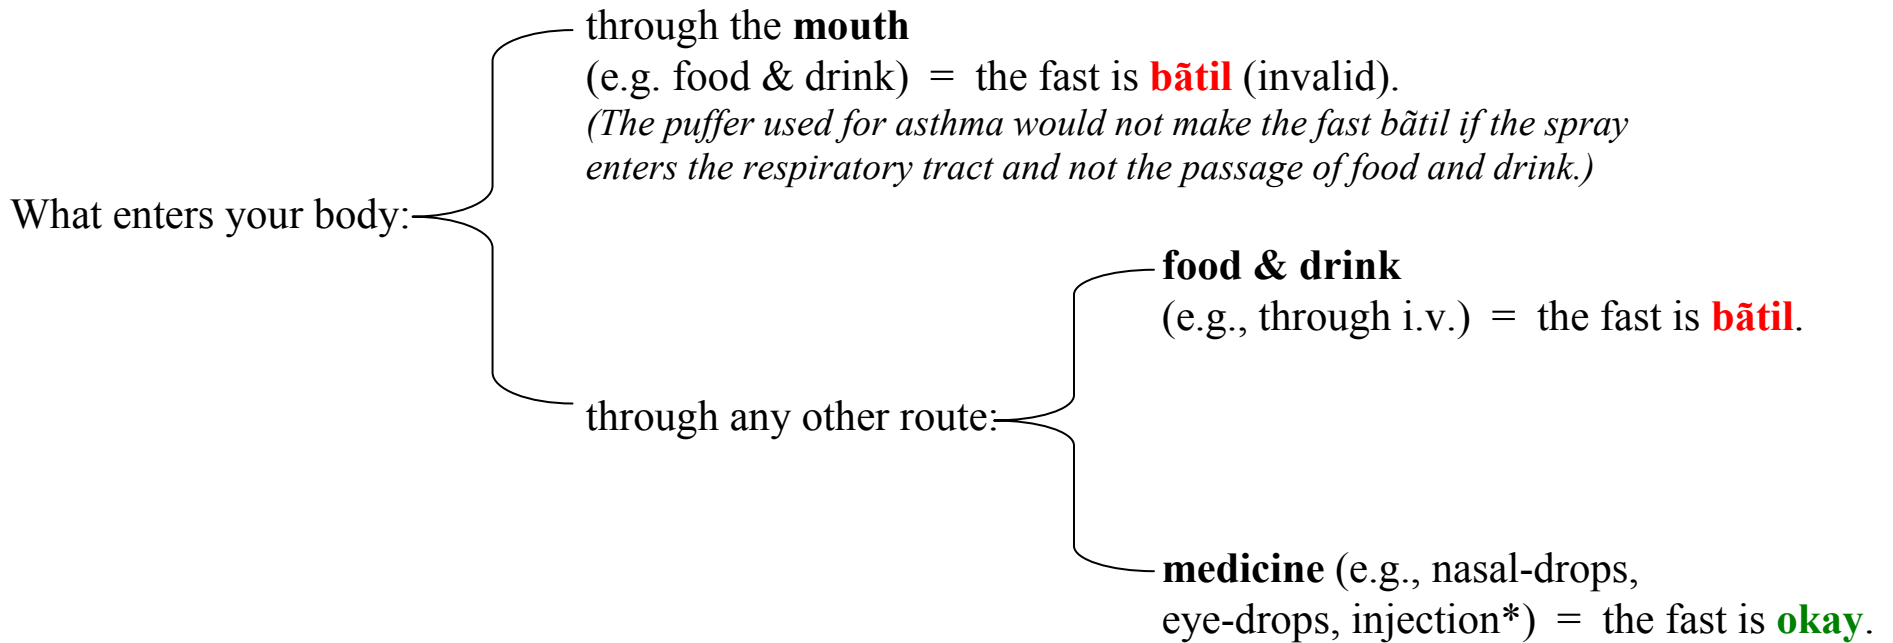 through the mouth
(e.g. food & drink) = the fast is bãtil (invalid).
(The puffer used for asthma would not make the fast bãtil if the spray
enters the respiratory tract and not the passage of food and drink.)
What enters your body:
food & drink
(e.g., through i.v.) = the fast is bãtil.
through any other route:
medicine (e.g., nasal-drops,
eye-drops, injection*) = the fast is okay.